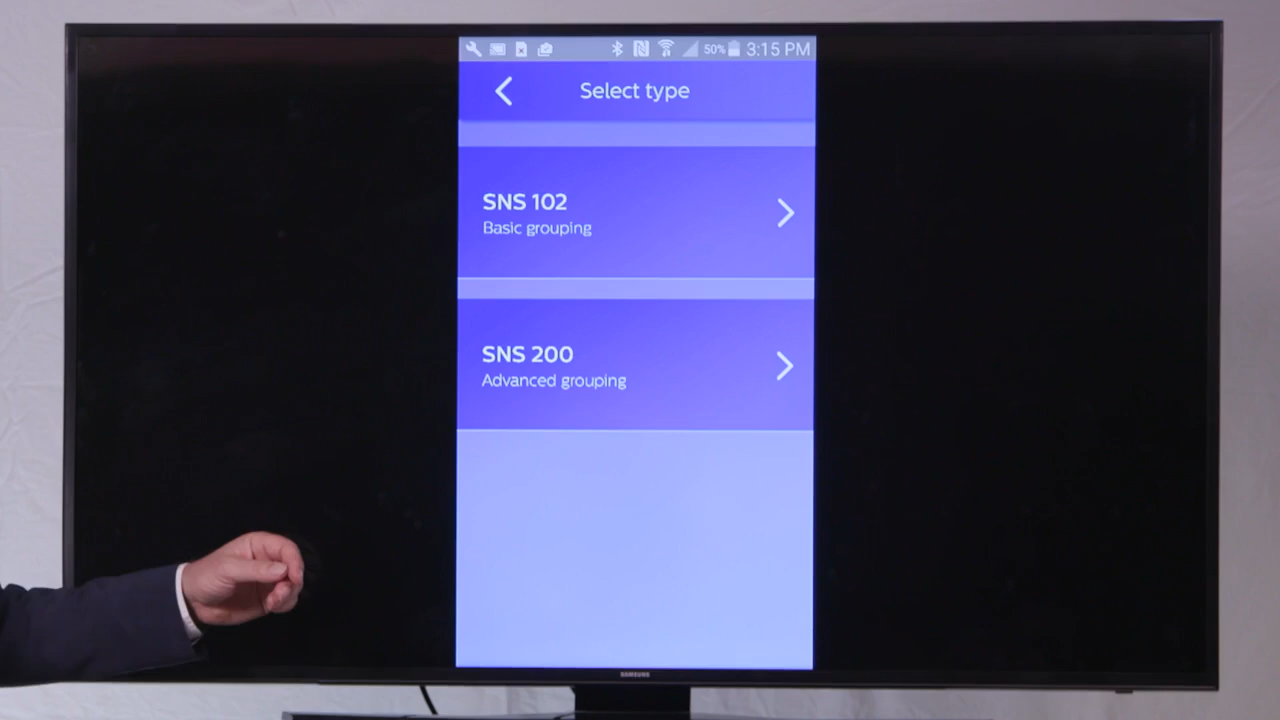 50% 3:15 PM
Select type
SNS 102
Basic grouping
SNS 200
Advanced grouping
SAMSUNG